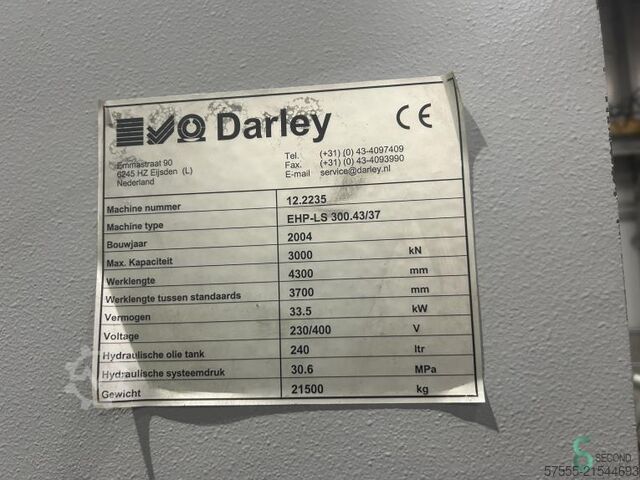 Darley CE
Emmastraat 90
6245 HZ Eijsden (L)
Nederland
Tel. (+31) (0) 43-4097409
Fax. (+31) (0) 43-4093990
E-mail service@darley.nl
Machine nummer 12.2235
Machine type EHP-LS 300.43/37
Bouwjaar 2004
Max. Kapaciteit 3000 kN
Werklengte 4300 mm
Werklengte tussen standaards 3700 mm
Vermogen 33.5 kW
Voltage 230/400 V
Hydraulische olie tank 240 ltr
Hydraulische systeemdruk 30.6 MPa
Gewicht 21500 kg
SECOND
57555-21544693